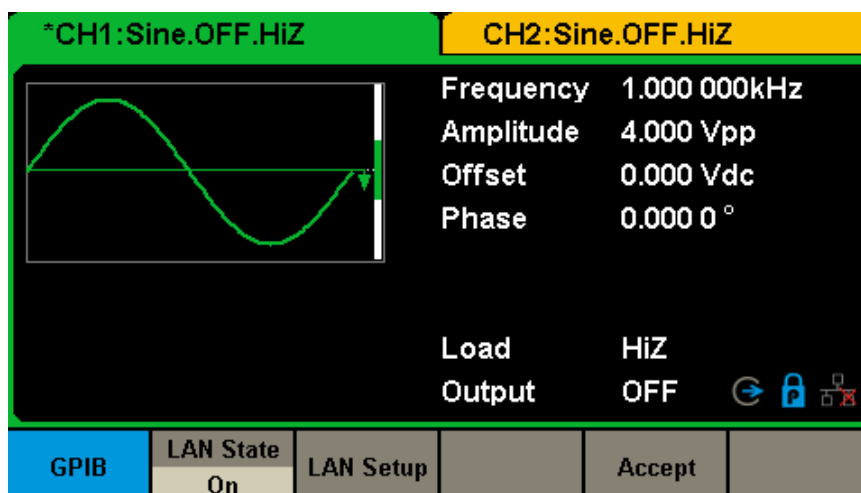 *CH1:Sine.OFF.HiZ
CH2:Sine.OFF.HiZ
Frequency 1.000 000kHz
Amplitude 4.000 Vpp
Offset 0.000 Vdc
Phase 0.000 0 °
Load HiZ
Output OFF
P
GPIB
LAN State
On
LAN Setup
Accept